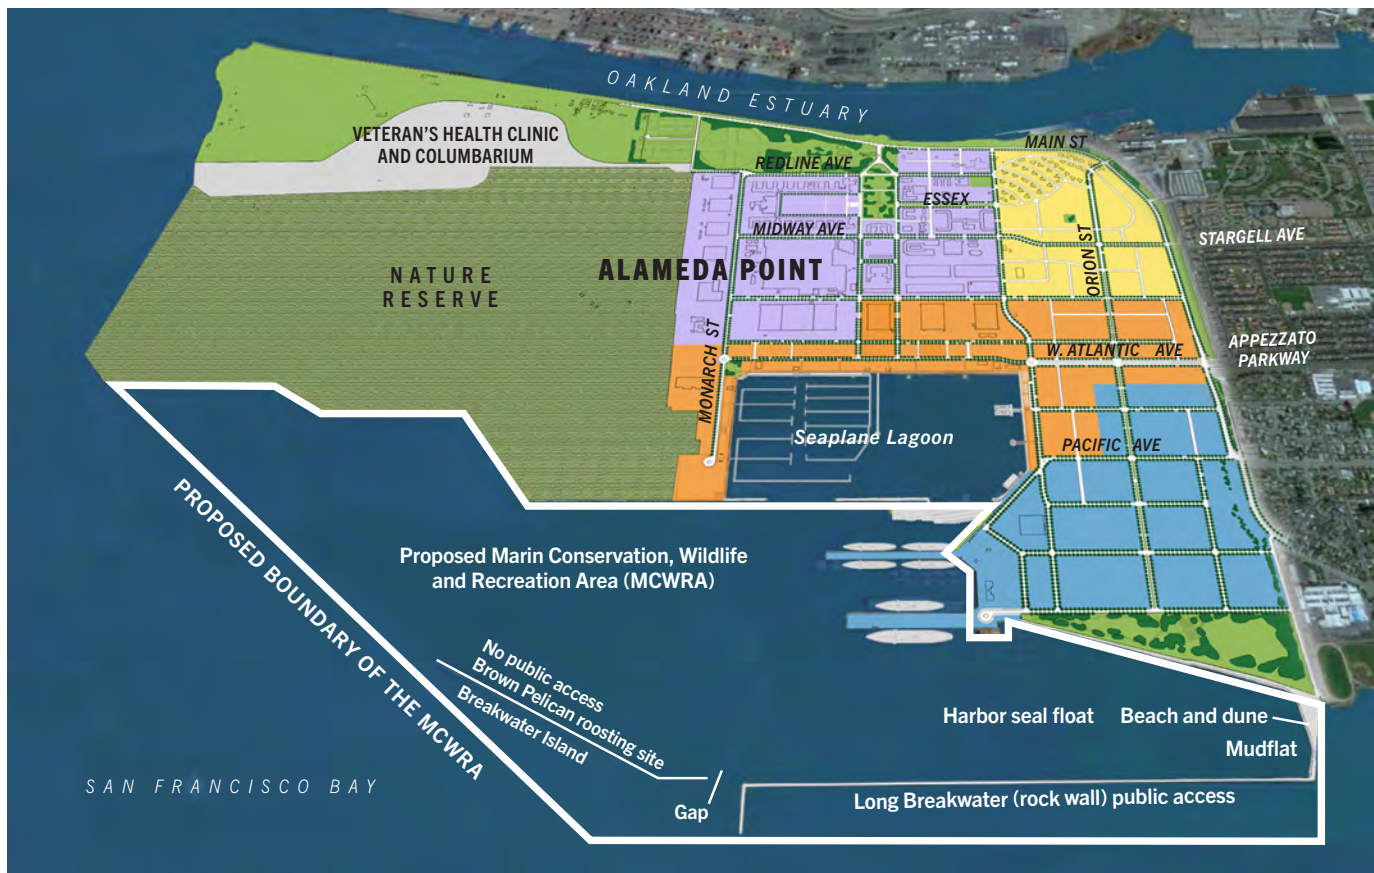 OAKLAND ESTUARY
VETERAN'S HEALTH CLINIC
AND COLUMBARIUM
MAIN ST
REDLINE AVE
ESSEX
MIDWAY AVE
ORION ST
STARGELL AVE
NATURE
RESERVE
ALAMEDA POINT
MONARCH ST
W. ATLANTIC AVE
APPEZZATO
PARKWAY
Seaplane Lagoon
PACIFIC AVE
PROPOSED BOUNDARY OF THE MCWRA
Proposed Marin Conservation, Wildlife
and Recreation Area (MCWRA)
No public access
Brown Pelican roosting site
Breakwater Island
Harbor seal float
Beach and dune
Mudflat
SAN FRANCISCO BAY
Gap
Long Breakwater (rock wall) public access